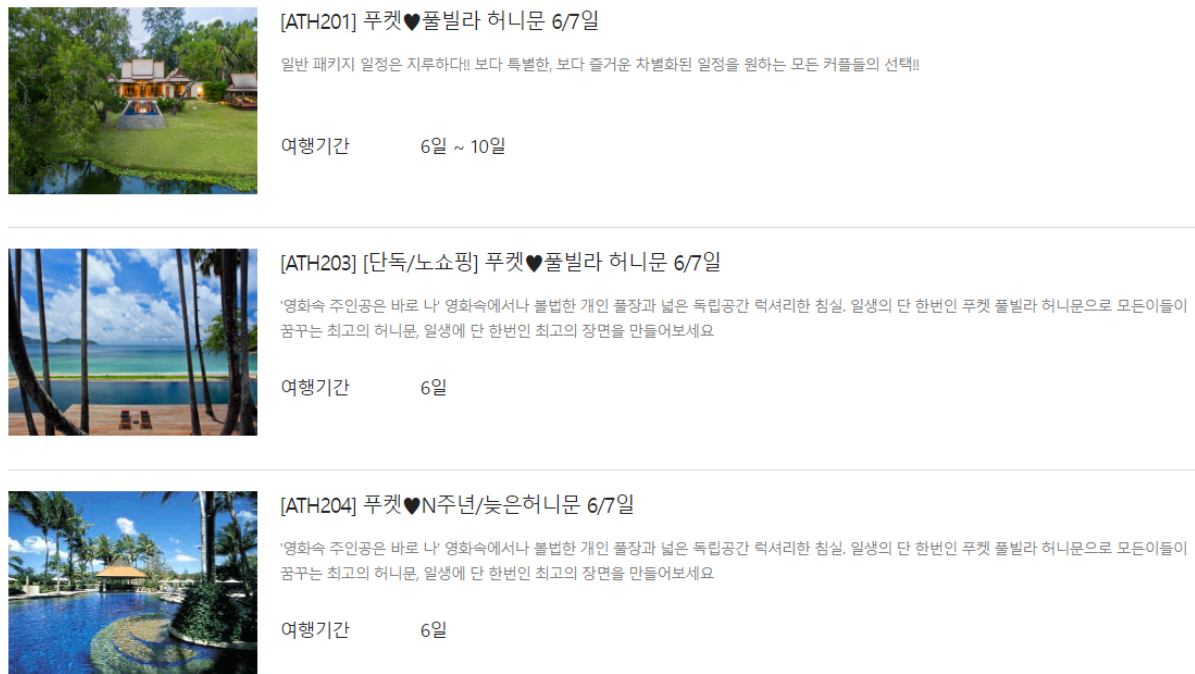 [ATH201] 푸켓♥풀빌라 허니문 6/7일
일반 패키지 일정은 지루하다!! 보다 특별한, 보다 즐거운 차별화된 일정을 원하는 모든 커플들의 선택!!
여행기간 6일 ~ 10일
[ATH203] [단독/노쇼핑] 푸켓♥풀빌라 허니문 6/7일
'영화속 주인공은 바로 나' 영화속에서나 볼법한 개인 풀장과 넓은 독립공간 럭셔리한 침실. 일생의 단 한번인 푸켓 풀빌라 허니문으로 모든이들이
꿈꾸는 최고의 허니문, 일생에 단 한번인 최고의 장면을 만들어보세요
여행기간 6일
[ATH204] 푸켓♥N주년/늦은허니문 6/7일
'영화속 주인공은 바로 나' 영화속에서나 볼법한 개인 풀장과 넓은 독립공간 럭셔리한 침실. 일생의 단 한번인 푸켓 풀빌라 허니문으로 모든이들이
꿈꾸는 최고의 허니문, 일생에 단 한번인 최고의 장면을 만들어보세요
여행기간 6일